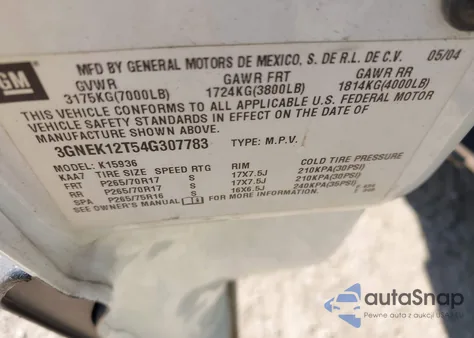 GM
MFD BY GENERAL MOTORS DE MEXICO, S. DE R.L. DE C.V. 05/04
GVWR GAWR FRT GAWR RR
3175KG(7000LB) 1724KG(3800LB) 1814KG(4000LB)
THIS VEHICLE CONFORMS TO ALL APPLICABLE U.S. FEDERAL MOTOR
VEHICLE SAFETY STANDARDS IN EFFECT ON THE DATE OF
MANUFACTURE SHOWN ABOVE.
3GNEK12T54G307783 TYPE: M.P.V.
MODEL: K15936
XAA7 TIRE SIZE SPEED RTG RIM COLD TIRE PRESSURE
FRT P265/70R17 S 17X7.5J 210KPA(30PSI)
RR P265/70R17 S 17X7.5J 210KPA(30PSI)
SPA P265/75R16 S 16X6.5J 240KPA(35PSI)
SEE OWNER'S MANUAL FOR MORE INFORMATION.
autoSnap
Pewne auta z